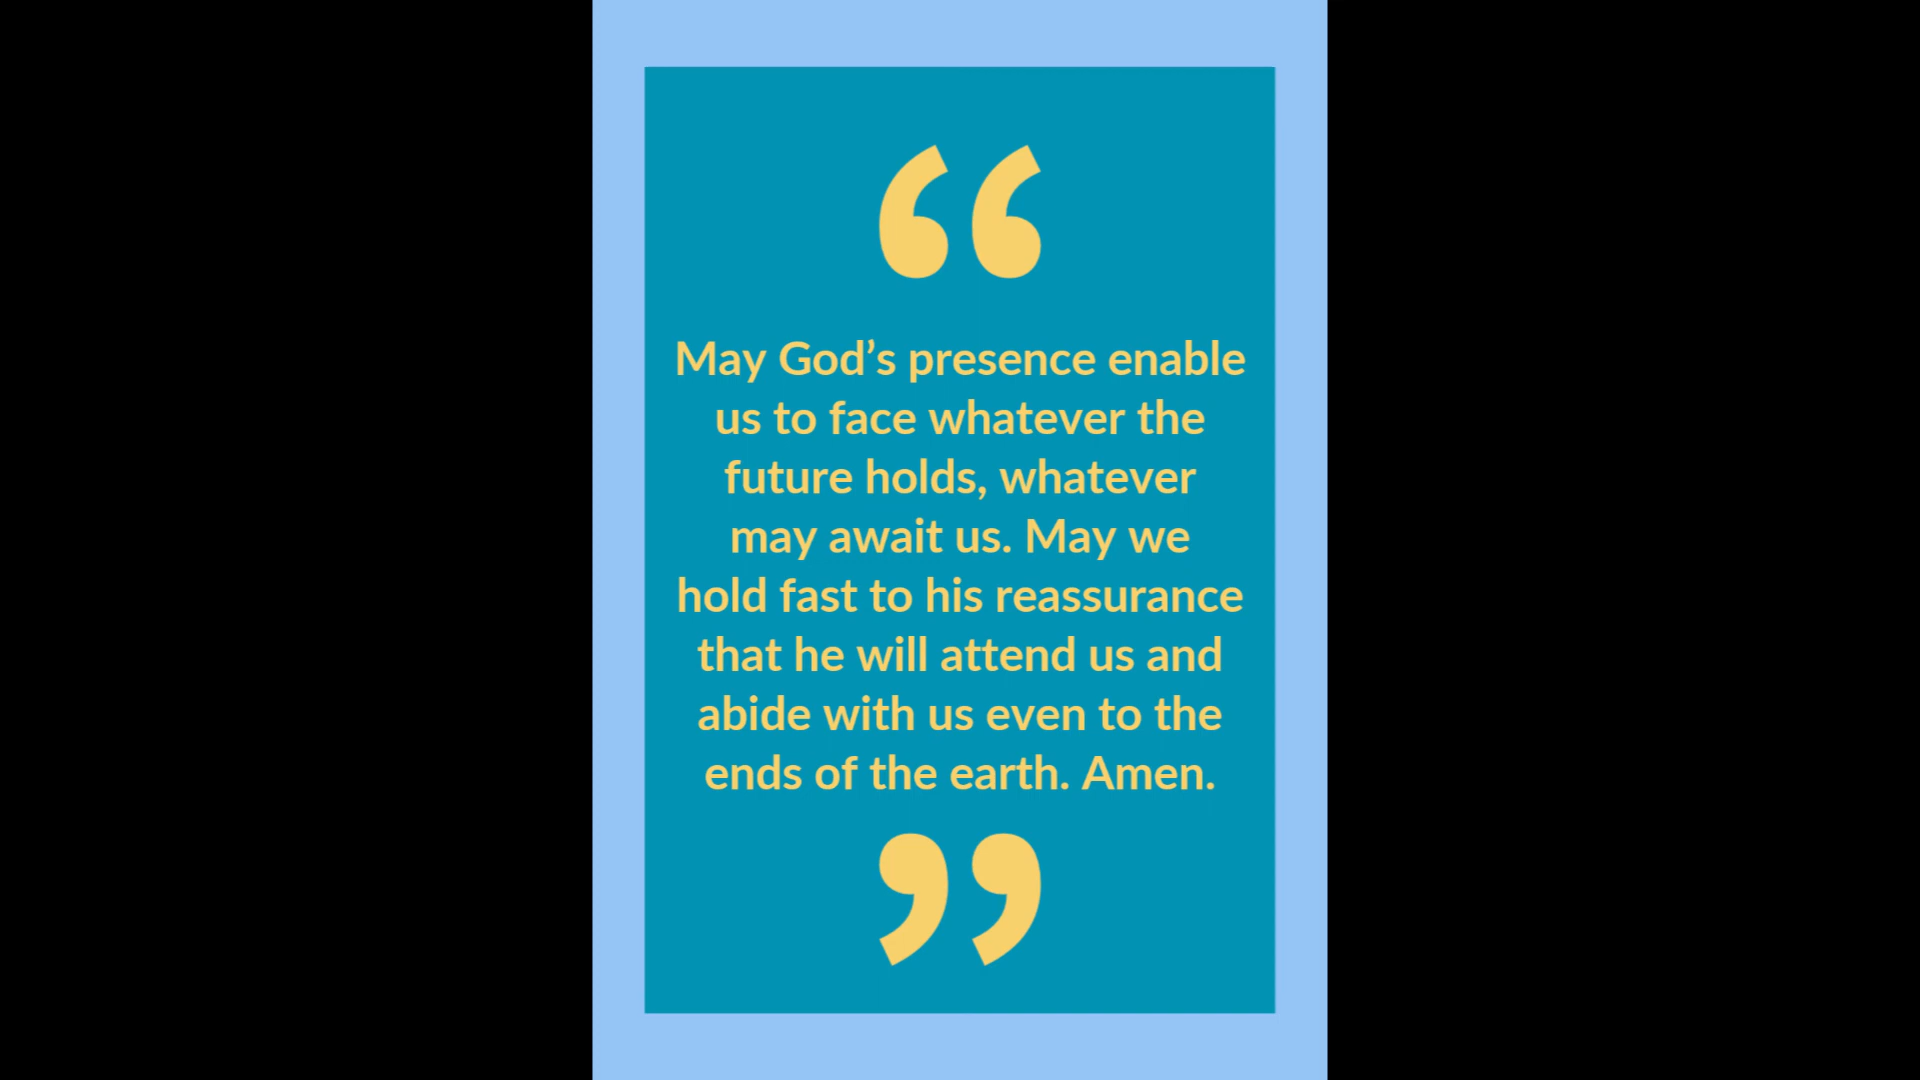 “
May God’s presence enable
us to face whatever the
future holds, whatever
may await us. May we
hold fast to his reassurance
that he will attend us and
abide with us even to the
ends of the earth. Amen.
”